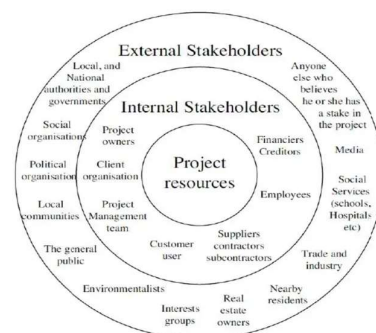 External Stakeholders
Local, and
National
authorities and
governments
Anyone
else who
believes
he or she has
a stake in
the project
Internal Stakeholders
Social
organisation
Project
owners
Financiers
Creditors
Media
Project
resources
Political
organisation
Client
organisation
Social
Services
(schools,
Hospitals
etc)
Employees
Local
communities
Project
Management
team
Customer
user
Suppliers
contractors
subcontractors
The general
public
Trade and
industry
Environmentalists
Nearby
residents
Interests
groups
Real
estate
owners